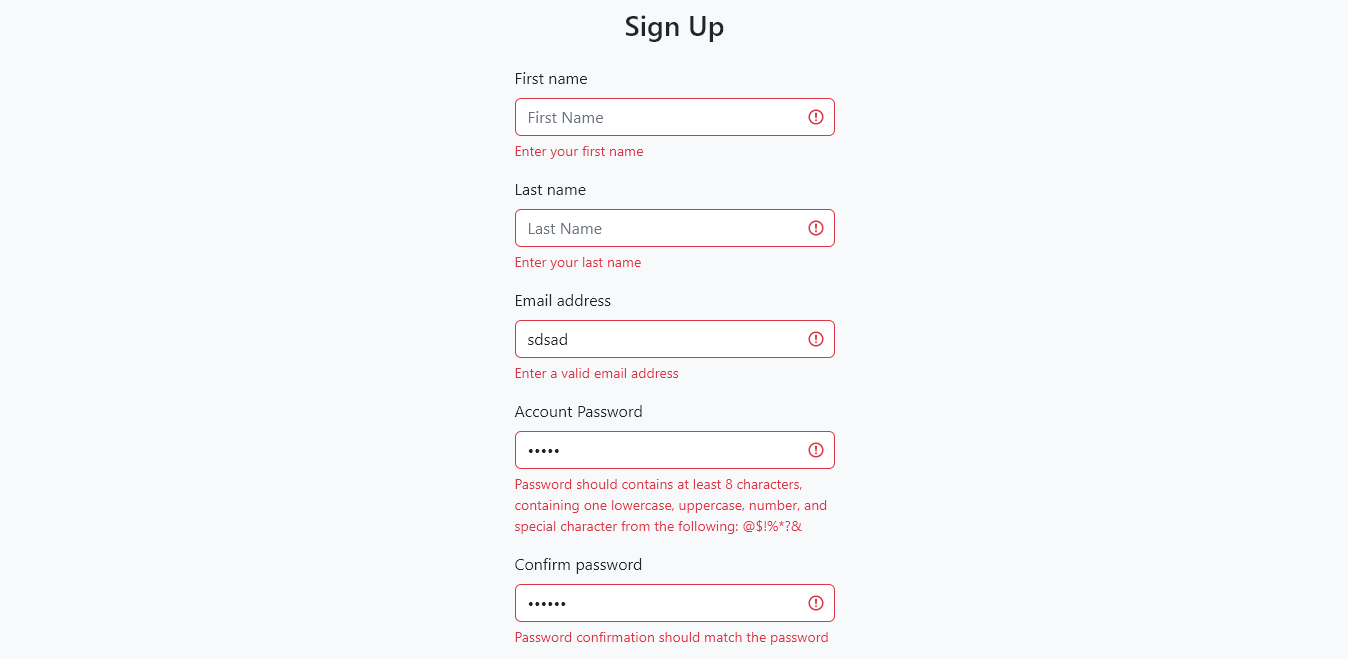 Sign Up
First name
First Name
Enter your first name
Last name
Last Name
Enter your last name
Email address
sdsad
Enter a valid email address
Account Password
•••••
Password should contains at least 8 characters,
containing one lowercase, uppercase, number, and
special character from the following: @$!%*?&
Confirm password
••••••
Password confirmation should match the password